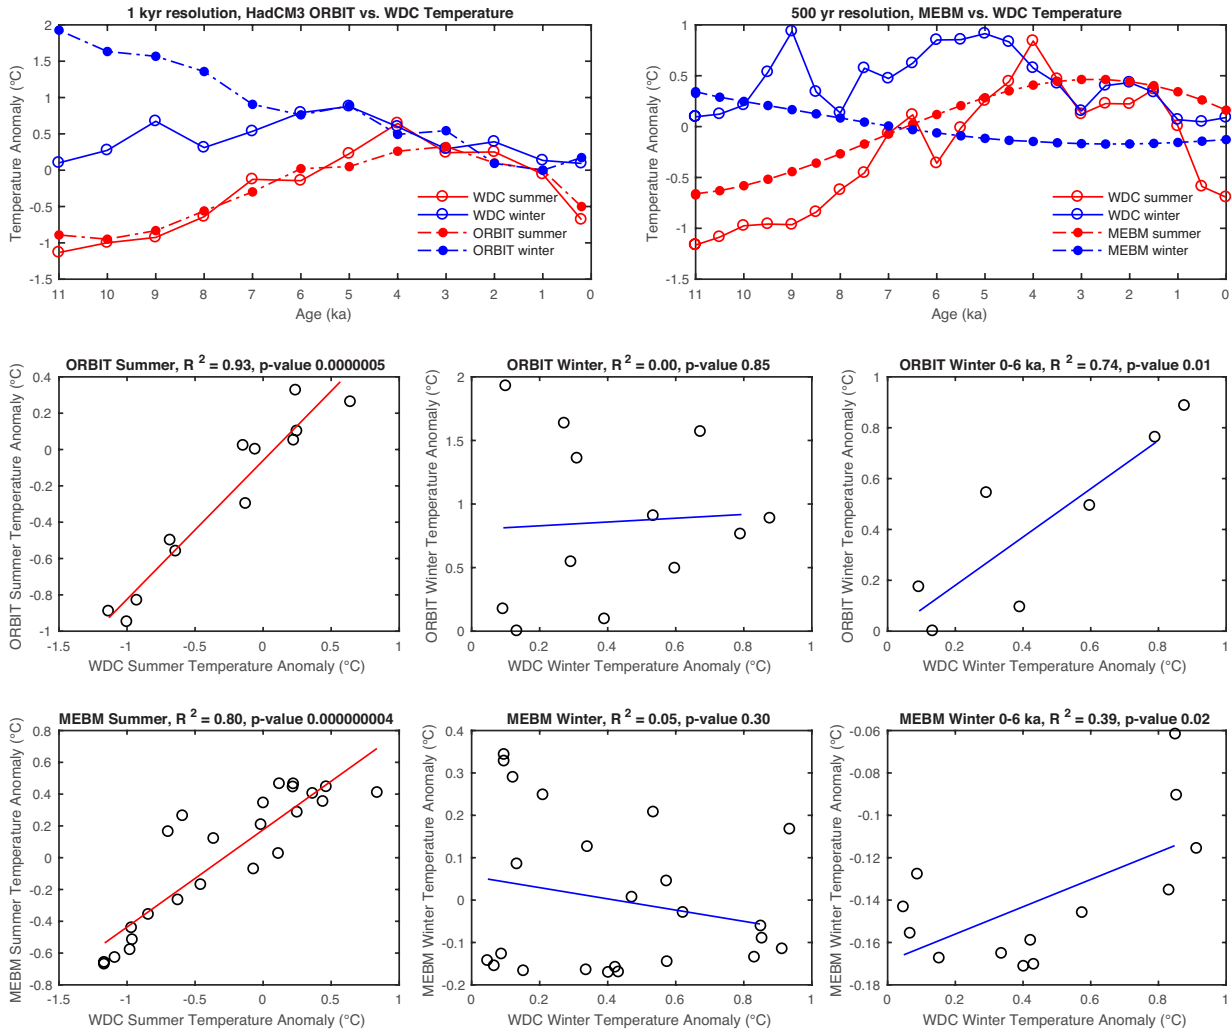 1 kyr resolution, HadCM3 ORBIT vs. WDC Temperature
Temperature Anomaly (°C)
2
1.5
1
0.5
0
-0.5
-1
-1.5
11 10 9 8 7 6 5 4 3 2 1 0
Age (ka)
WDC summer
WDC winter
ORBIT summer
ORBIT winter
500 yr resolution, MEBM vs. WDC Temperature
Temperature Anomaly (°C)
1
0.5
0
-0.5
-1
-1.5
11 10 9 8 7 6 5 4 3 2 1 0
Age (ka)
WDC summer
WDC winter
MEBM summer
MEBM winter
ORBIT Summer, R 2 = 0.93, p-value 0.0000005
ORBIT Summer Temperature Anomaly (°C)
0.4
0.2
0
-0.2
-0.4
-0.6
-0.8
-1
-1.5 -1 -0.5 0 0.5 1
WDC Summer Temperature Anomaly (°C)
ORBIT Winter, R 2 = 0.00, p-value 0.85
ORBIT Winter Temperature Anomaly (°C)
2
1.5
1
0.5
0
0 0.2 0.4 0.6 0.8 1
WDC Winter Temperature Anomaly (°C)
ORBIT Winter 0-6 ka, R 2 = 0.74, p-value 0.01
ORBIT Winter Temperature Anomaly (°C)
1
0.8
0.6
0.4
0.2
0
0 0.2 0.4 0.6 0.8 1
WDC Winter Temperature Anomaly (°C)
MEBM Summer, R 2 = 0.80, p-value 0.000000004
MEBM Summer Temperature Anomaly (°C)
0.8
0.6
0.4
0.2
0
-0.2
-0.4
-0.6
-0.8
-1.5 -1 -0.5 0 0.5 1
WDC Summer Temperature Anomaly (°C)
MEBM Winter, R 2 = 0.05, p-value 0.30
MEBM Winter Temperature Anomaly (°C)
0.4
0.3
0.2
0.1
0
-0.1
-0.2
0 0.2 0.4 0.6 0.8 1
WDC Winter Temperature Anomaly (°C)
MEBM Winter 0-6 ka, R 2 = 0.39, p-value 0.02
MEBM Winter Temperature Anomaly (°C)
-0.06
-0.08
-0.1
-0.12
-0.14
-0.16
-0.18
0 0.2 0.4 0.6 0.8 1
WDC Winter Temperature Anomaly (°C)